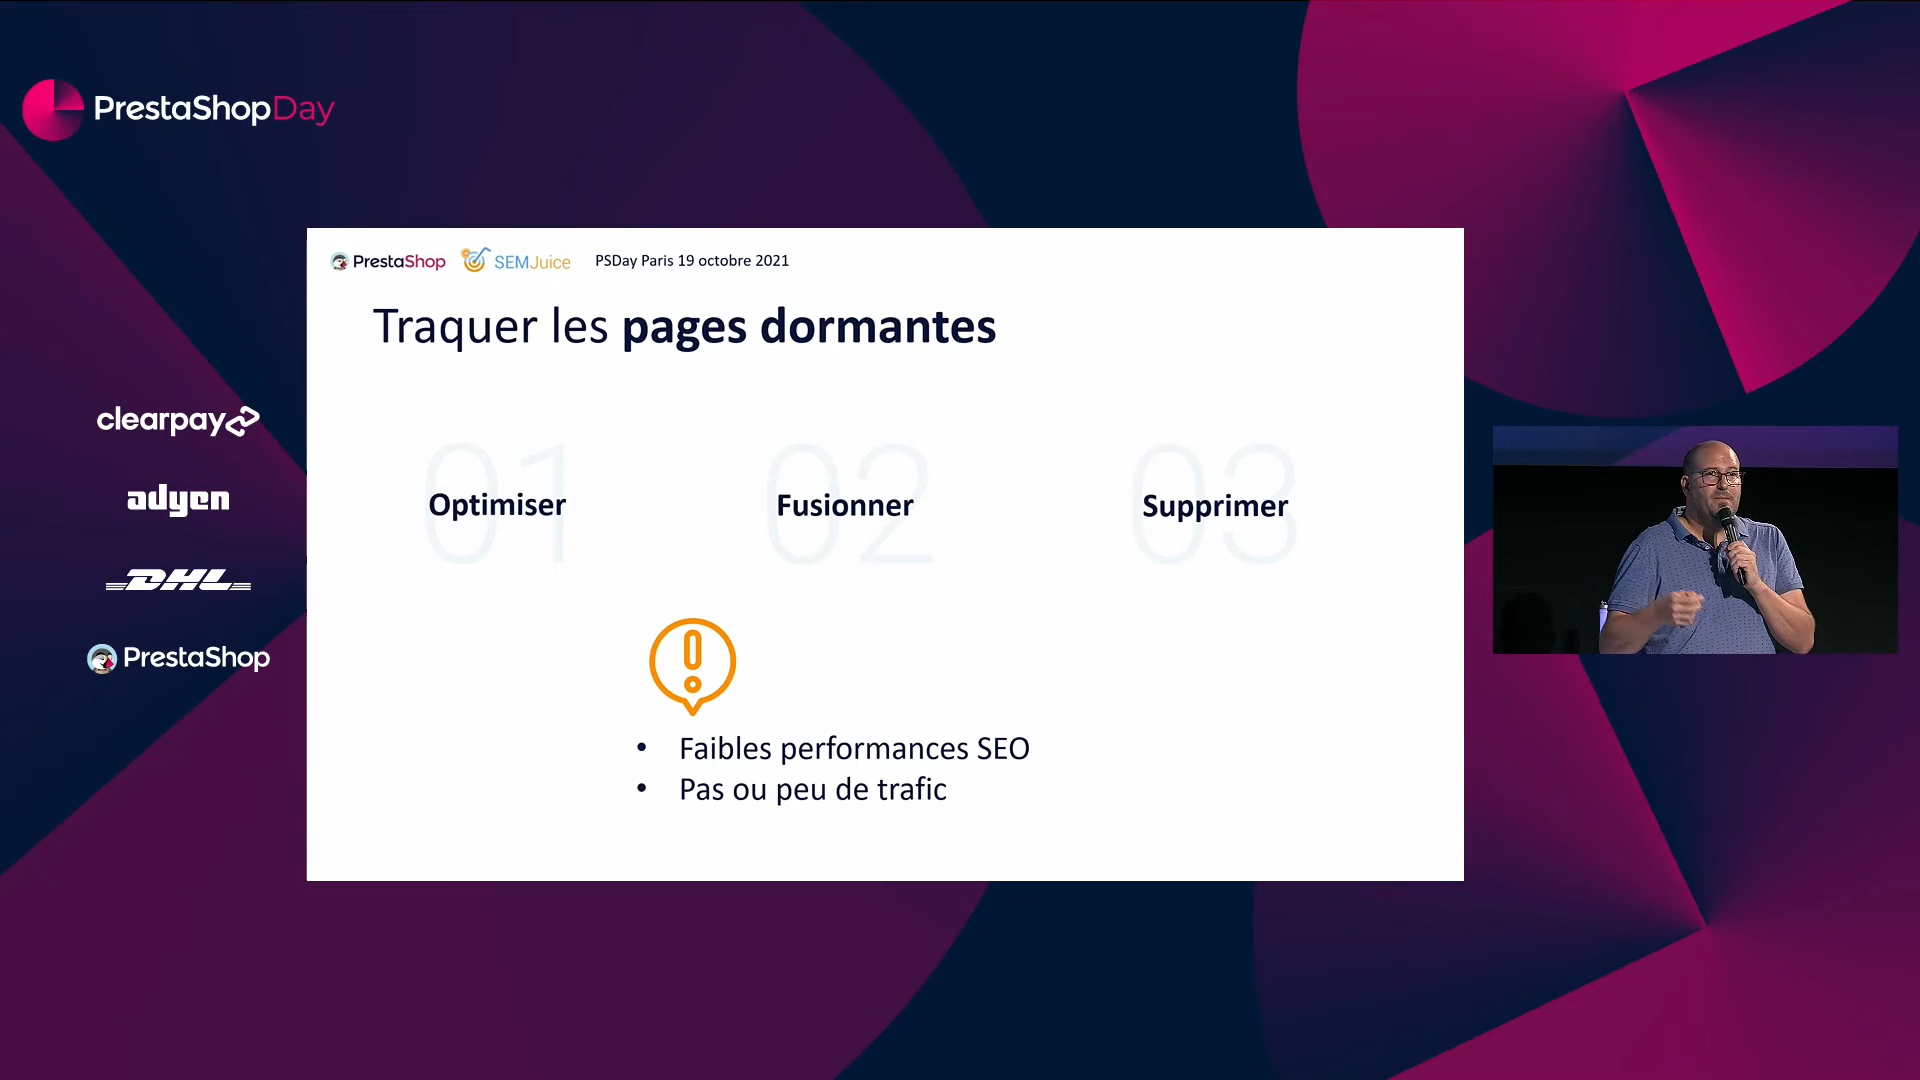 PrestaShopDay
clearpay
adyen
DHL
PrestaShop
PrestaShop SEMJuice PSDay Paris 19 octobre 2021
Traquer les pages dormantes
01 02 03
Optimiser Fusionner Supprimer
• Faibles performances SEO
• Pas ou peu de trafic